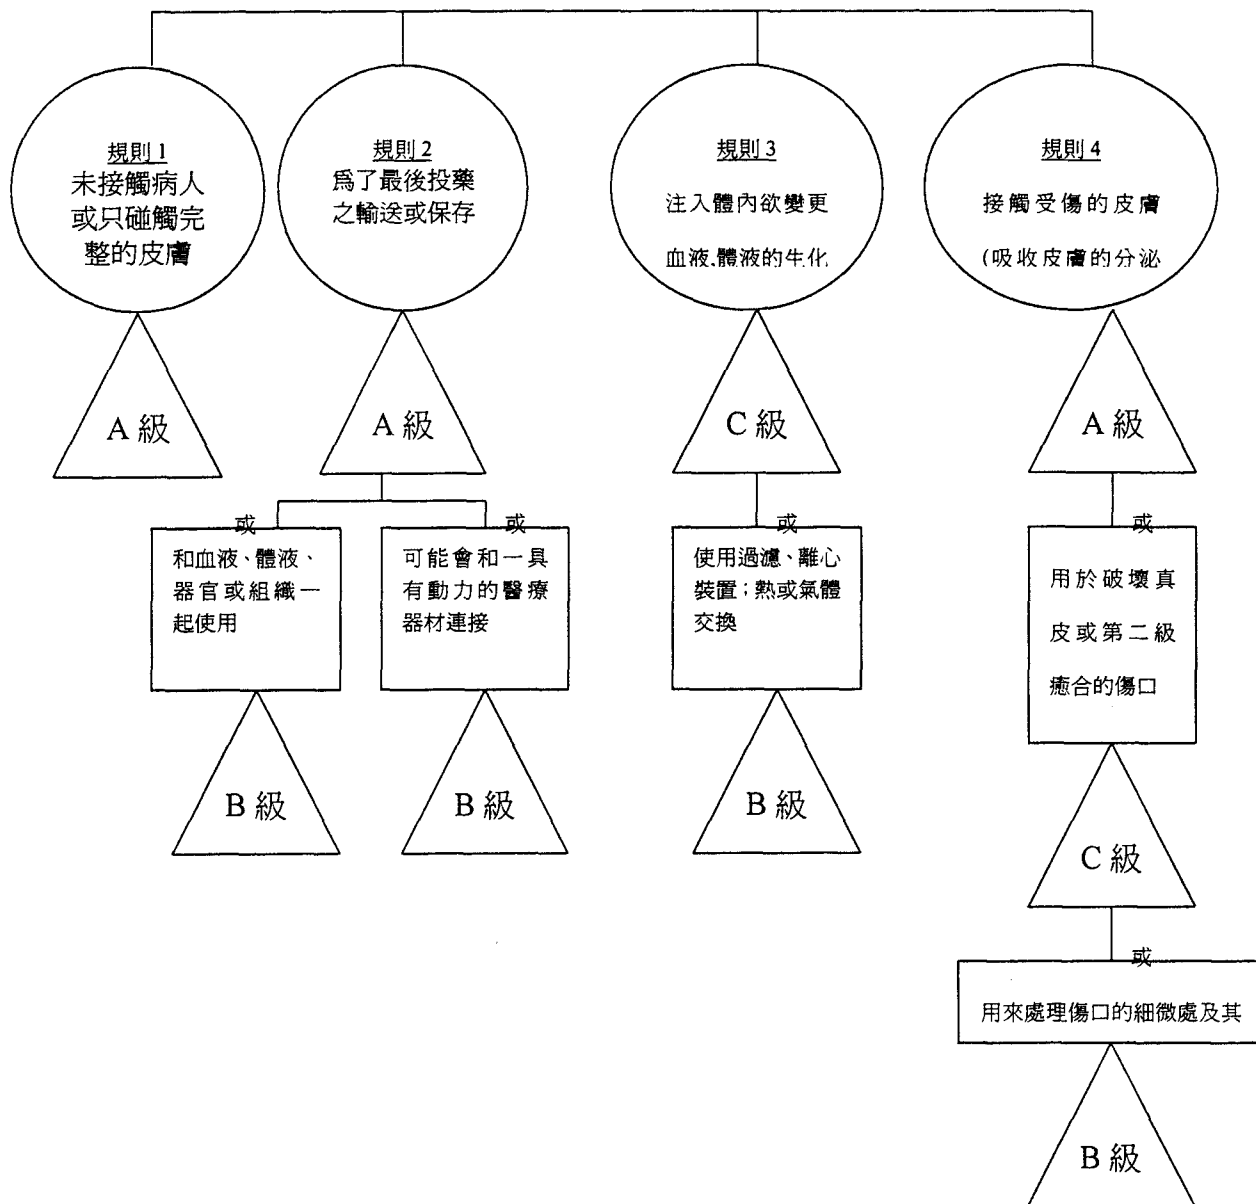 規則 1
未接觸病人
或只碰觸完
整的皮膚
規則 2
爲了最後投藥
之輸送或保存
規則 3
注入體內欲變更
血液,體液的生化
規則 4
接觸受傷的皮膚
(吸收皮膚的分泌
A 級
A 級
C 級
A 級
或
和血液、體液、
器官或組織一
起使用
或
可能會和一具
有動力的醫療
器材連接
或
使用過濾、離心
裝置；熱或氣體
交換
或
用於破壞真
皮或第二級
癒合的傷口
B 級
B 級
B 級
C 級
或
用來處理傷口的細微處及其
B 級